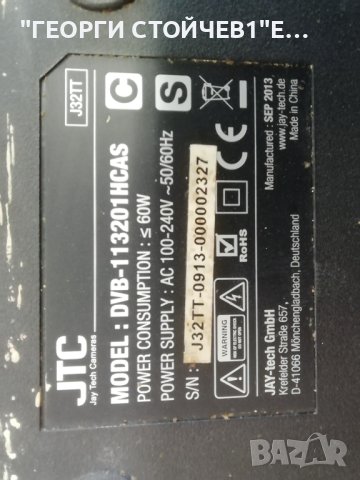 "ГЕОРГИ СТОЙЧЕВ1"Е...
J32TT
JTC
Jay Tech Cameras
C
S
MODEL : DVB-113201HCAS
POWER CONSUMPTION : ≤ 60W
POWER SUPPLY : AC 100-240V ~50/60Hz
S/N :
J32TT-0913-000002327
WARNING
RoHS
JAY-tech GmbH
Krefelder Straße 657,
D-41066 Mönchengladbach, Deutschland
Manufactured : SEP 2013
www.jay-tech.de
Made in China
BAZAR